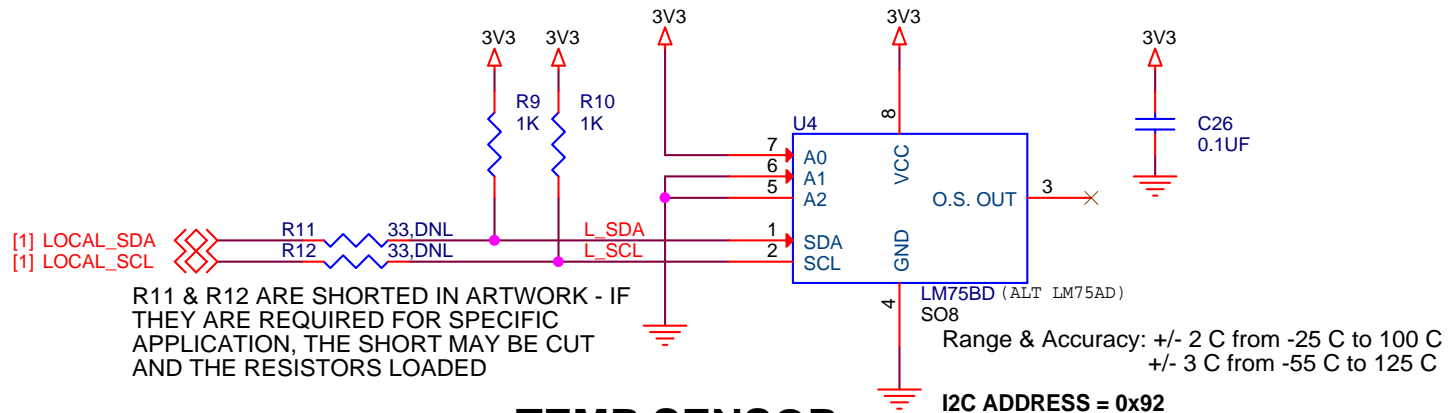 3V3
3V3
3V3 3V3
3V3
R9
1K
R10
1K
C26
0.1UF
U4
8
VCC
7 A0
6 A1
5 A2
O.S. OUT 3
[1] LOCAL_SDA R11 33,DNL L_SDA 1 SDA
[1] LOCAL_SCL R12 33,DNL L_SCL 2 SCL
GND
4
R11 & R12 ARE SHORTED IN ARTWORK - IF
THEY ARE REQUIRED FOR SPECIFIC
APPLICATION, THE SHORT MAY BE CUT
AND THE RESISTORS LOADED
LM75BD (ALT LM75AD)
SO8
Range & Accuracy: +/- 2 C from -25 C to 100 C
+/- 3 C from -55 C to 125 C
I2C ADDRESS = 0x92
TEMP SENSOR